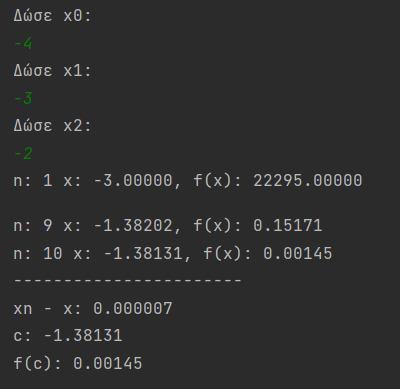 Δώσε x0:
-4
Δώσε x1:
-3
Δώσε x2:
-2
n: 1 x: -3.00000, f(x): 22295.00000
n: 9 x: -1.38202, f(x): 0.15171
n: 10 x: -1.38131, f(x): 0.00145
-----------------------
xn - x: 0.000007
c: -1.38131
f(c): 0.00145